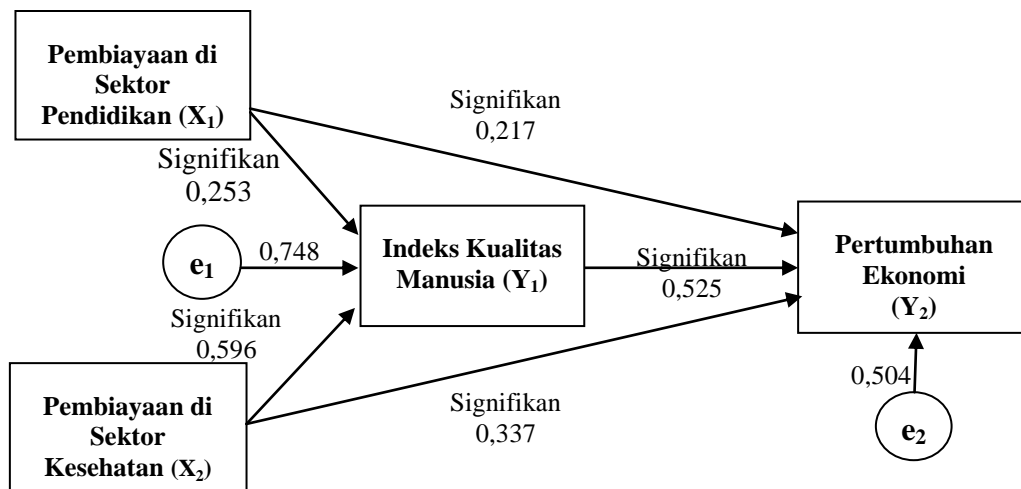 Pembiayaan di
Sektor
Pendidikan (X₁)
Signifikan
0,217
Signifikan
0,253
e₁
0,748
Indeks Kualitas
Manusia (Y₁)
Signifikan
0,525
Pertumbuhan
Ekonomi
(Y₂)
Signifikan
0,596
Pembiayaan di
Sektor
Kesehatan (X₂)
Signifikan
0,337
0,504
e₂